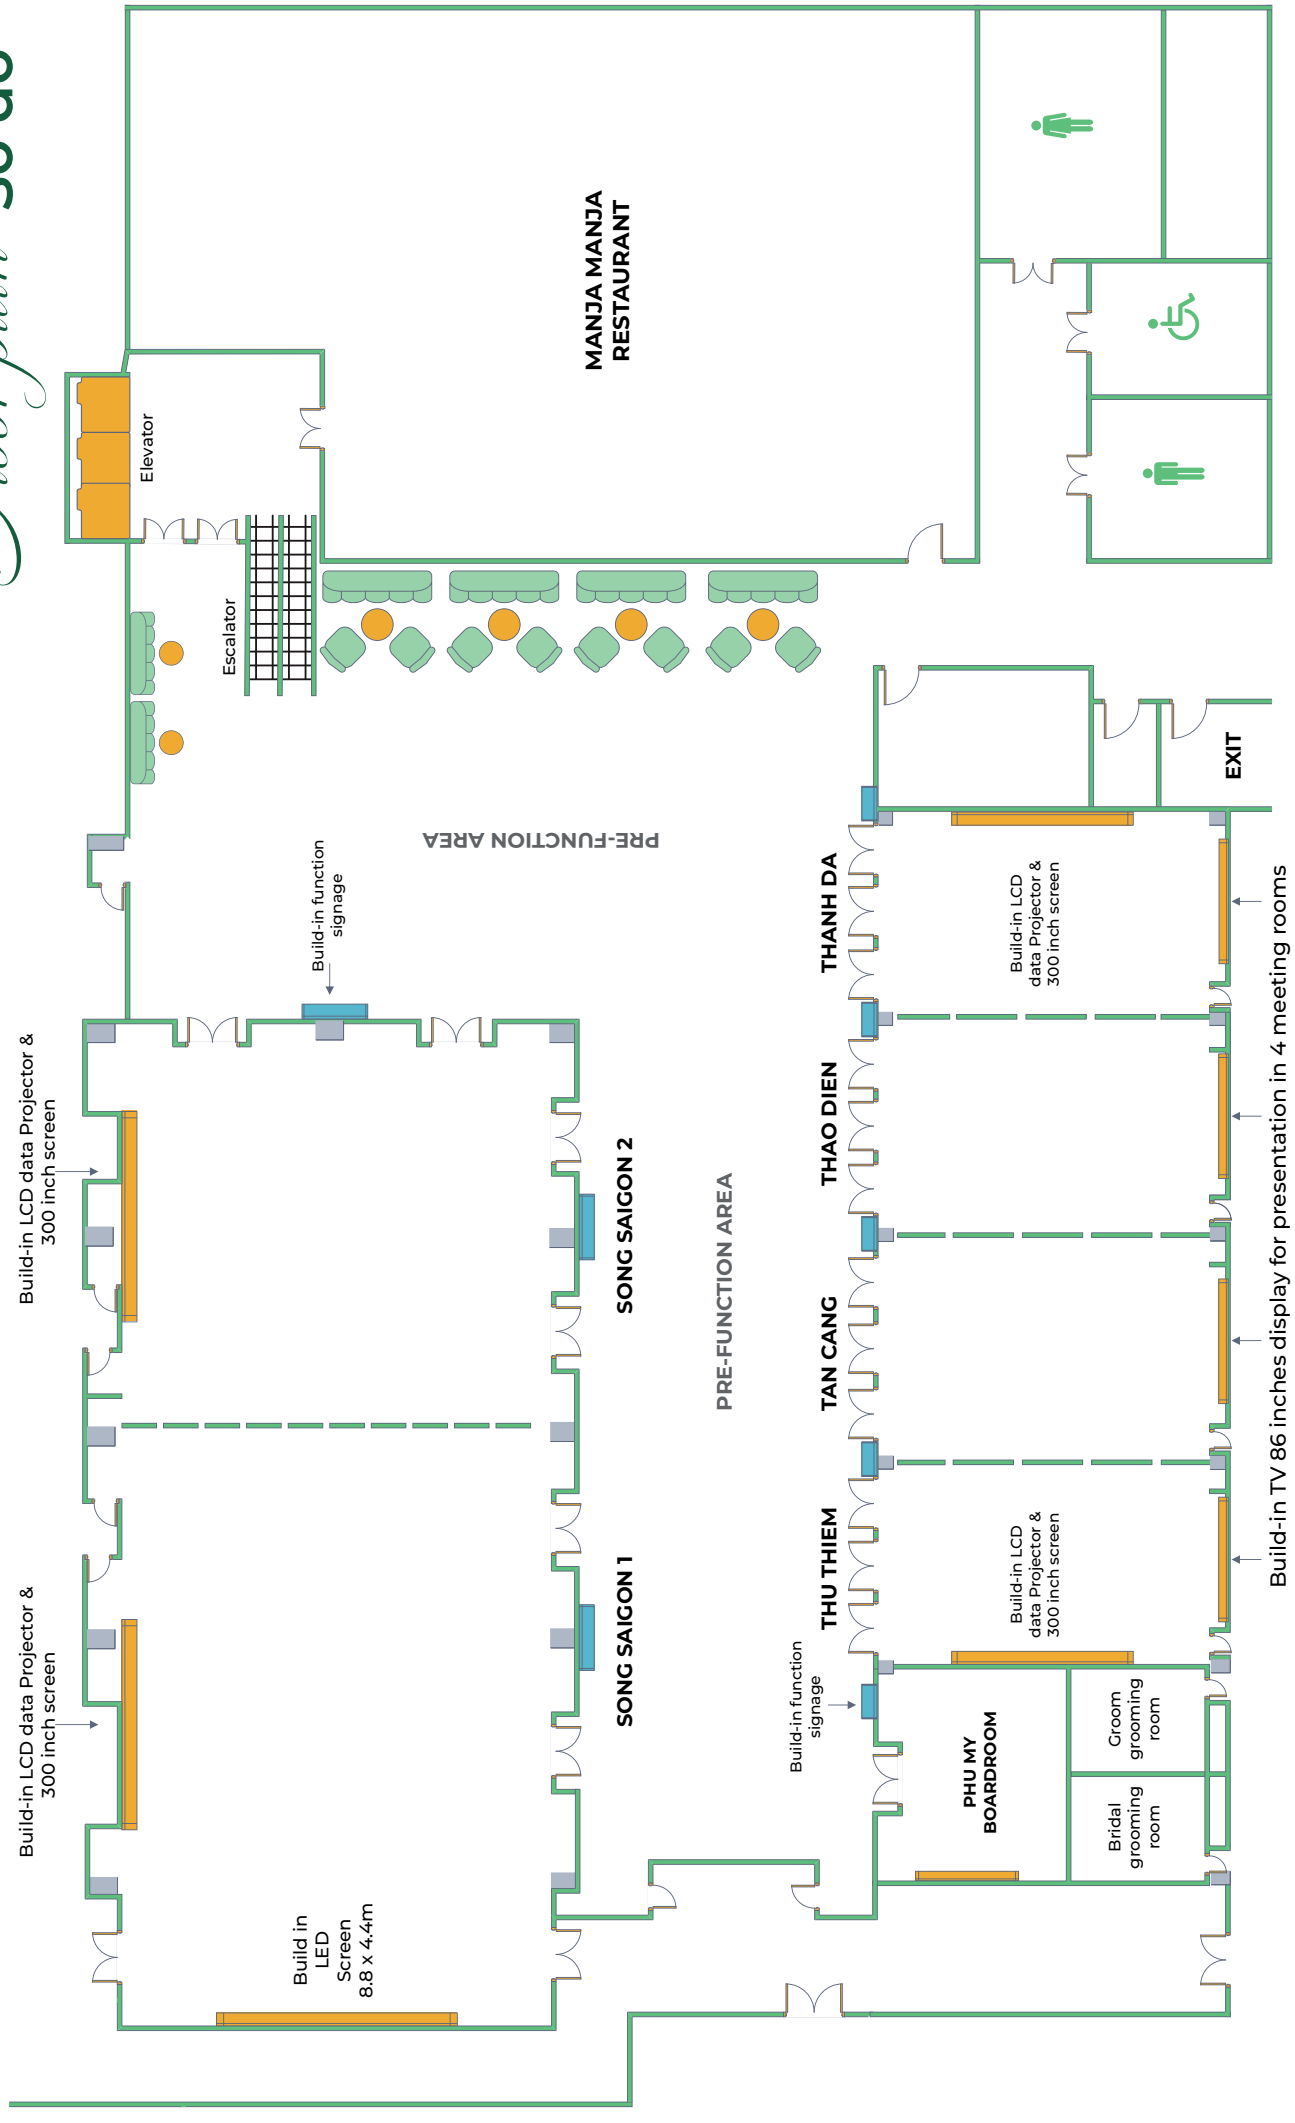 Build-in LCD data Projector &
300 inch screen
Build-in LCD data Projector &
300 inch screen
Elevator
Escalator
Build in
LED
Screen
8.8 x 4.4m
Build-in function
signage
PRE-FUNCTION AREA
MANJA MANJA
RESTAURANT
SONG SAIGON 1
SONG SAIGON 2
PRE-FUNCTION AREA
Build-in function
signage
THU THIEM
TAN CANG
THAO DIEN
THANH DA
PHU MY
BOARDROOM
Build-in LCD
data Projector &
300 inch screen
Build-in LCD
data Projector &
300 inch screen
Bridal
grooming
room
Groom
grooming
room
EXIT
Build-in TV 86 inches display for presentation in 4 meeting rooms